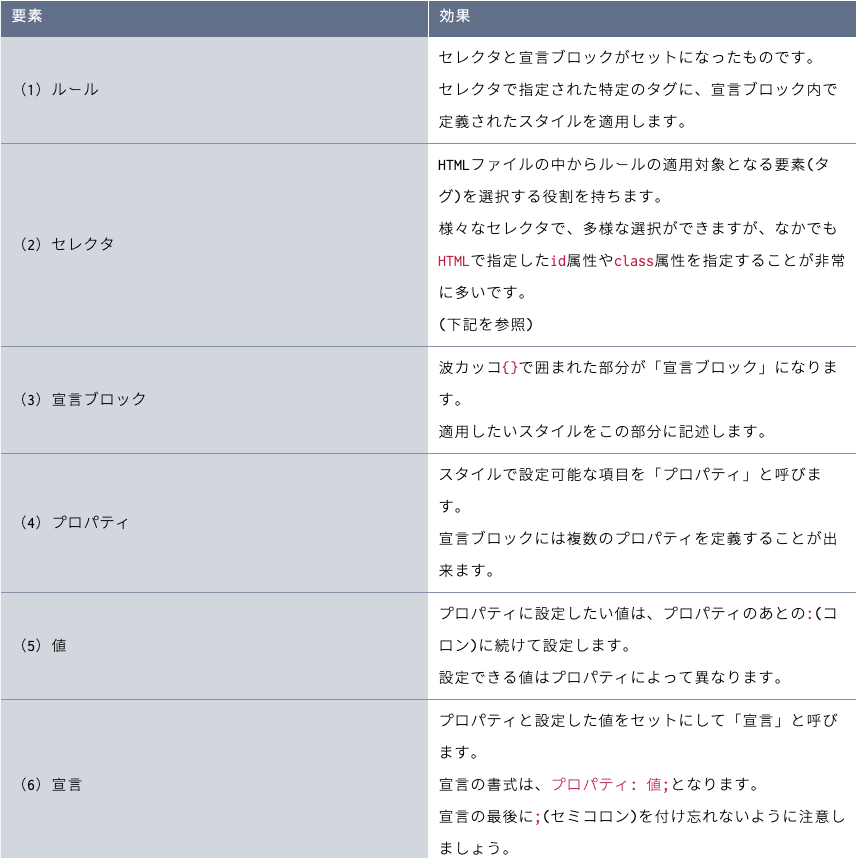 要素
効果
（1）ルール
セレクタと宣言ブロックがセットになったものです。
セレクタで指定された特定のタグに、宣言ブロック内で
定義されたスタイルを適用します。
（2）セレクタ
HTMLファイルの中からルールの適用対象となる要素(タ
グ)を選択する役割を持ちます。
様々なセレクタで、多様な選択ができますが、なかでも
HTMLで指定したid属性やclass属性を指定することが非常
に多いです。
(下記を参照)
（3）宣言ブロック
波カッコ{}で囲まれた部分が「宣言ブロック」になりま
す。
適用したいスタイルをこの部分に記述します。
（4）プロパティ
スタイルで設定可能な項目を「プロパティ」と呼びま
す。
宣言ブロックには複数のプロパティを定義することが出
来ます。
（5）値
プロパティに設定したい値は、プロパティのあとの:(コ
ロン)に続けて設定します。
設定できる値はプロパティによって異なります。
（6）宣言
プロパティと設定した値をセットにして「宣言」と呼び
ます。
宣言の書式は、プロパティ: 値;となります。
宣言の最後に;(セミコロン)を付け忘れないように注意し
ましょう。